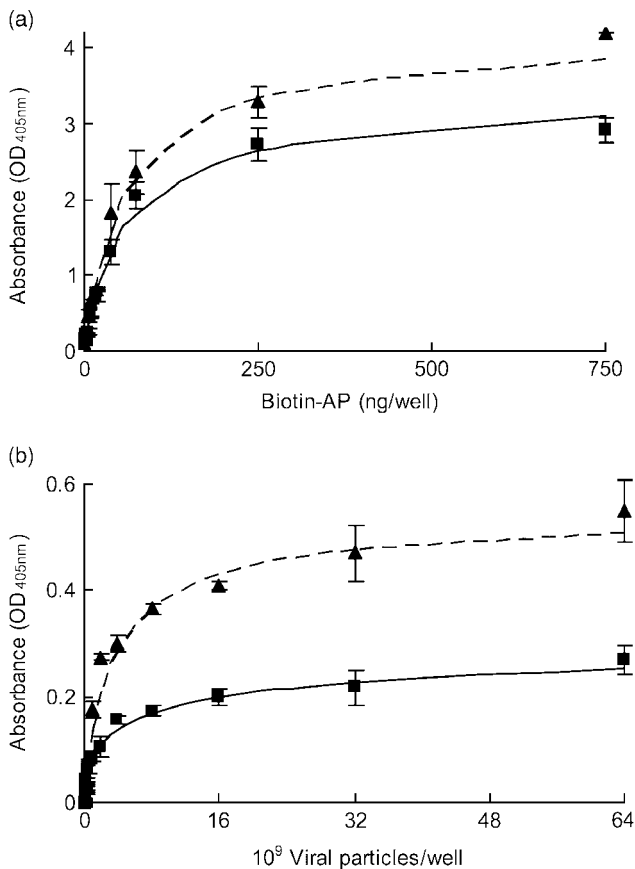 (a)
4
3
2
1
0
Absorbance (OD405nm)
0 250 500 750
Biotin-AP (ng/well)
(b)
0.6
0.4
0.2
0
Absorbance (OD405nm)
0 16 32 48 64
10⁹ Viral particles/well